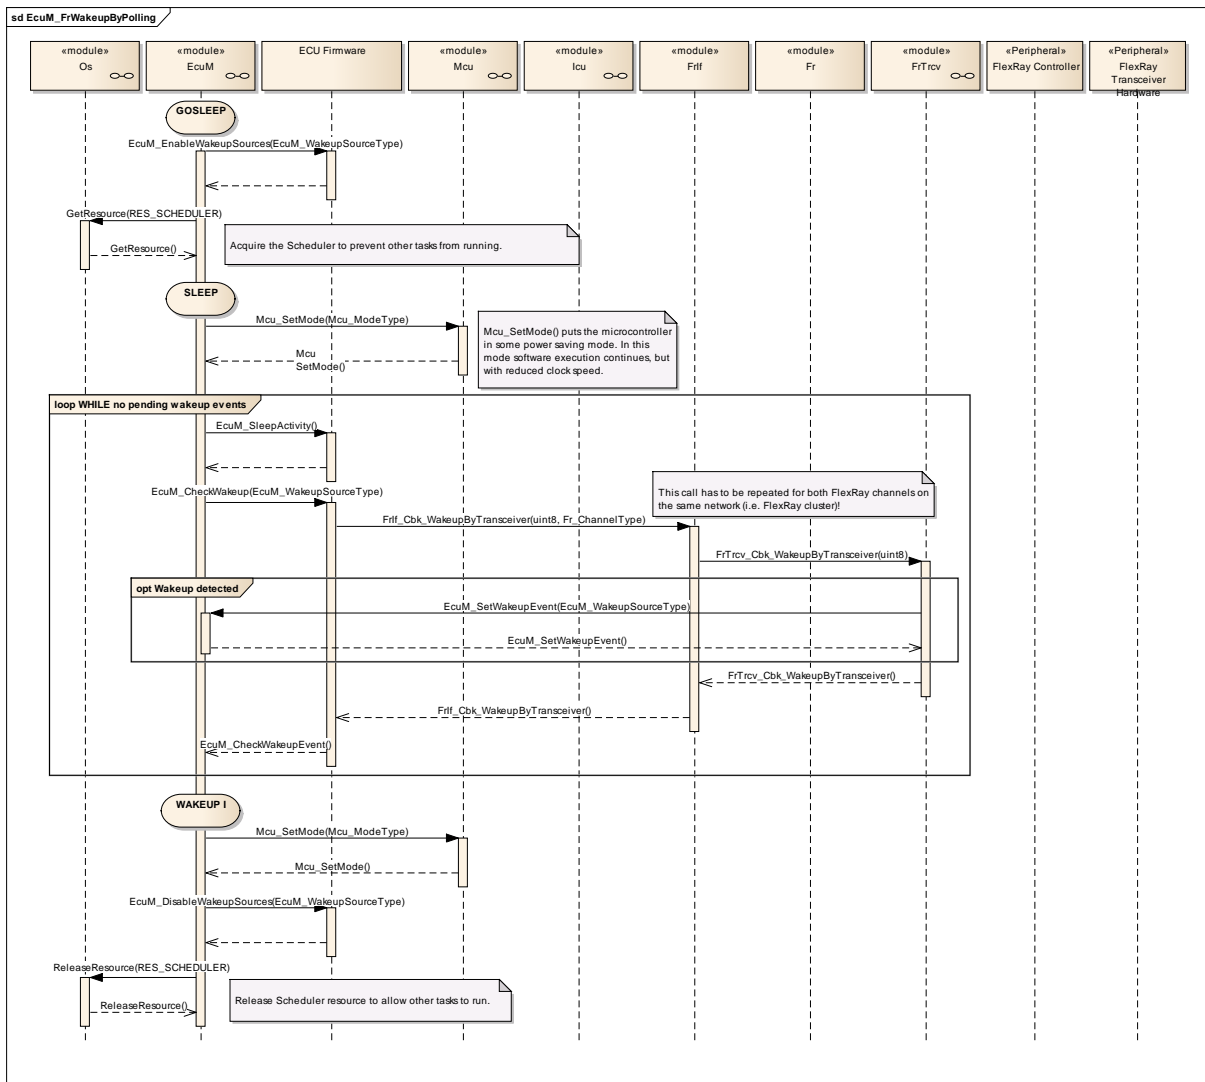 sd EcuM_FrWakeupByPolling
«module»
Os
«module»
EcuM
ECU Firmware
«module»
Mcu
«module»
Icu
«module»
FrIf
«module»
Fr
«module»
FrTrcv
«Peripheral»
FlexRay Controller
«Peripheral»
FlexRay
Transceiver
Hardware
GOSLEEP
EcuM_EnableWakeupSources(EcuM_WakeupSourceType)
GetResource(RES_SCHEDULER)
Acquire the Scheduler to prevent other tasks from running.
GetResource()
SLEEP
Mcu_SetMode(Mcu_ModeType)
Mcu_SetMode() puts the microcontroller
in some power saving mode. In this
mode software execution continues, but
with reduced clock speed.
Mcu
SetMode()
loop WHILE no pending wakeup events
EcuM_SleepActivity()
EcuM_CheckWakeup(EcuM_WakeupSourceType)
This call has to be repeated for both FlexRay channels on
the same network (i.e. FlexRay cluster)!
FrIf_Cbk_WakeupByTransceiver(uint8, Fr_ChannelType)
FrTrcv_Cbk_WakeupByTransceiver(uint8)
opt Wakeup detected
EcuM_SetWakeupEvent(EcuM_WakeupSourceType)
EcuM_SetWakeupEvent()
FrTrcv_Cbk_WakeupByTransceiver()
FrIf_Cbk_WakeupByTransceiver()
EcuM_CheckWakeupEvent()
WAKEUP I
Mcu_SetMode(Mcu_ModeType)
Mcu_SetMode()
EcuM_DisableWakeupSources(EcuM_WakeupSourceType)
ReleaseResource(RES_SCHEDULER)
Release Scheduler resource to allow other tasks to run.
ReleaseResource()